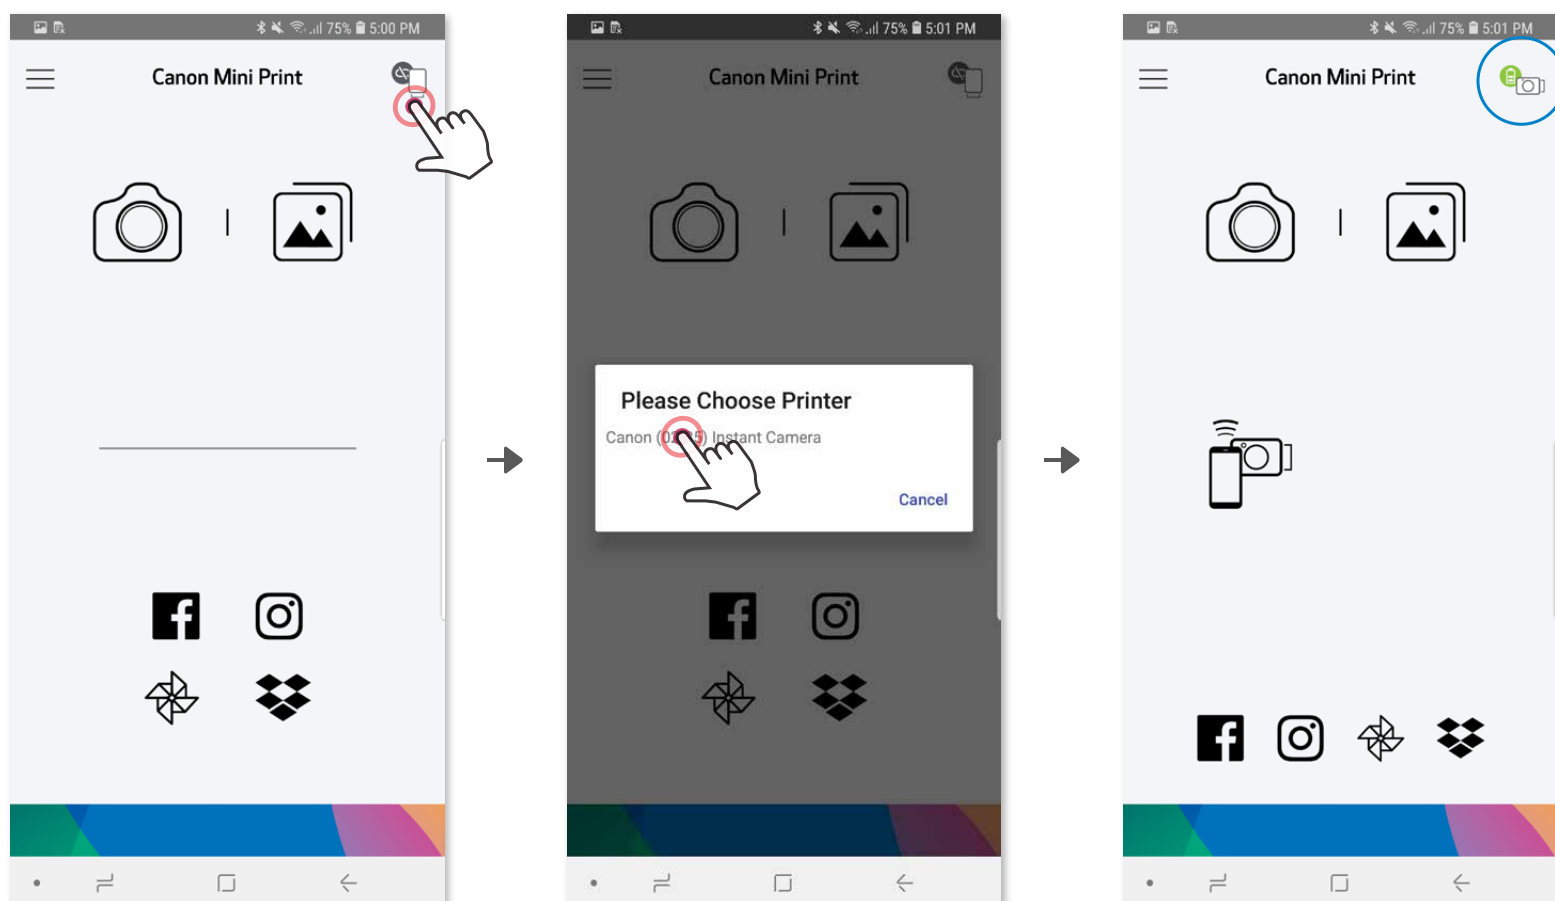 75% 5:00 PM
Canon Mini Print
75% 5:01 PM
Canon Mini Print
Please Choose Printer
Canon Instant Camera
Cancel
75% 5:01 PM
Canon Mini Print